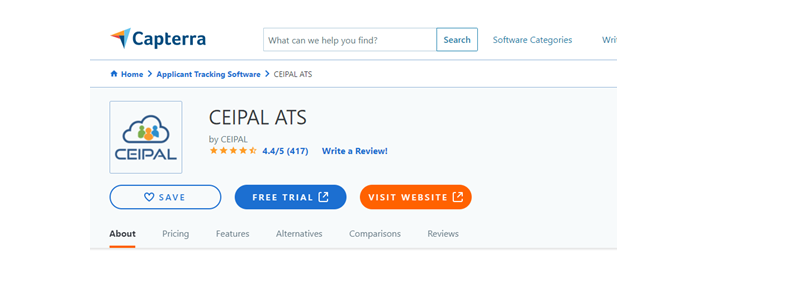 Capterra
What can we help you find?
Search
Software Categories
Writ
Home > Applicant Tracking Software > CEIPAL ATS
CEIPAL
CEIPAL ATS
by CEIPAL
4.4/5 (417) Write a Review!
SAVE
FREE TRIAL
VISIT WEBSITE
About Pricing Features Alternatives Comparisons Reviews